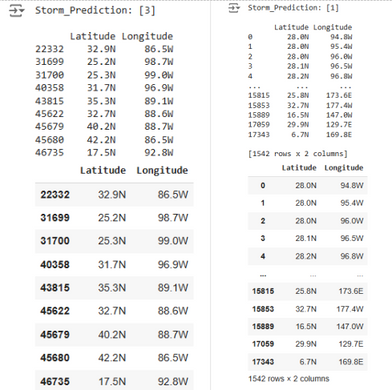 Storm_Prediction: [3]
Latitude Longitude
22332 32.9N 86.5W
31699 25.2N 98.7W
31700 25.3N 99.0W
40358 31.7N 96.9W
43815 35.3N 89.1W
45622 32.7N 88.6W
45679 40.2N 88.7W
45680 42.2N 86.5W
46735 17.5N 92.8W
Latitude Longitude
22332 32.9N 86.5W
31699 25.2N 98.7W
31700 25.3N 99.0W
40358 31.7N 96.9W
43815 35.3N 89.1W
45622 32.7N 88.6W
45679 40.2N 88.7W
45680 42.2N 86.5W
46735 17.5N 92.8W
Storm_Prediction: [1]
Latitude Longitude
0 28.0N 94.8W
1 28.0N 95.4W
2 28.0N 96.0W
3 28.1N 96.5W
4 28.2N 96.8W
... ... ...
15815 25.8N 173.6E
15853 32.7N 177.4W
15889 16.5N 147.0W
17059 29.9N 129.7E
17343 6.7N 169.8E
[1542 rows x 2 columns]
Latitude Longitude
0 28.0N 94.8W
1 28.0N 95.4W
2 28.0N 96.0W
3 28.1N 96.5W
4 28.2N 96.8W
... ... ...
15815 25.8N 173.6E
15853 32.7N 177.4W
15889 16.5N 147.0W
17059 29.9N 129.7E
17343 6.7N 169.8E
1542 rows × 2 columns